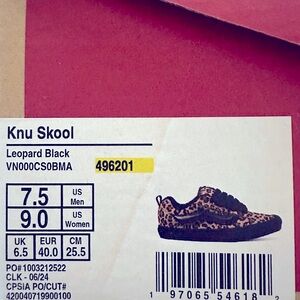 Knu Skool
Leopard Black
VN000CS0BMA 496201
7.5 US Men
9.0 US Women
UK EUR CM
6.5 40.0 25.5
PO#1003212522
CLK - 06/24
CPSIA PO/CUT#
420040719900100
1 97065 54618 2